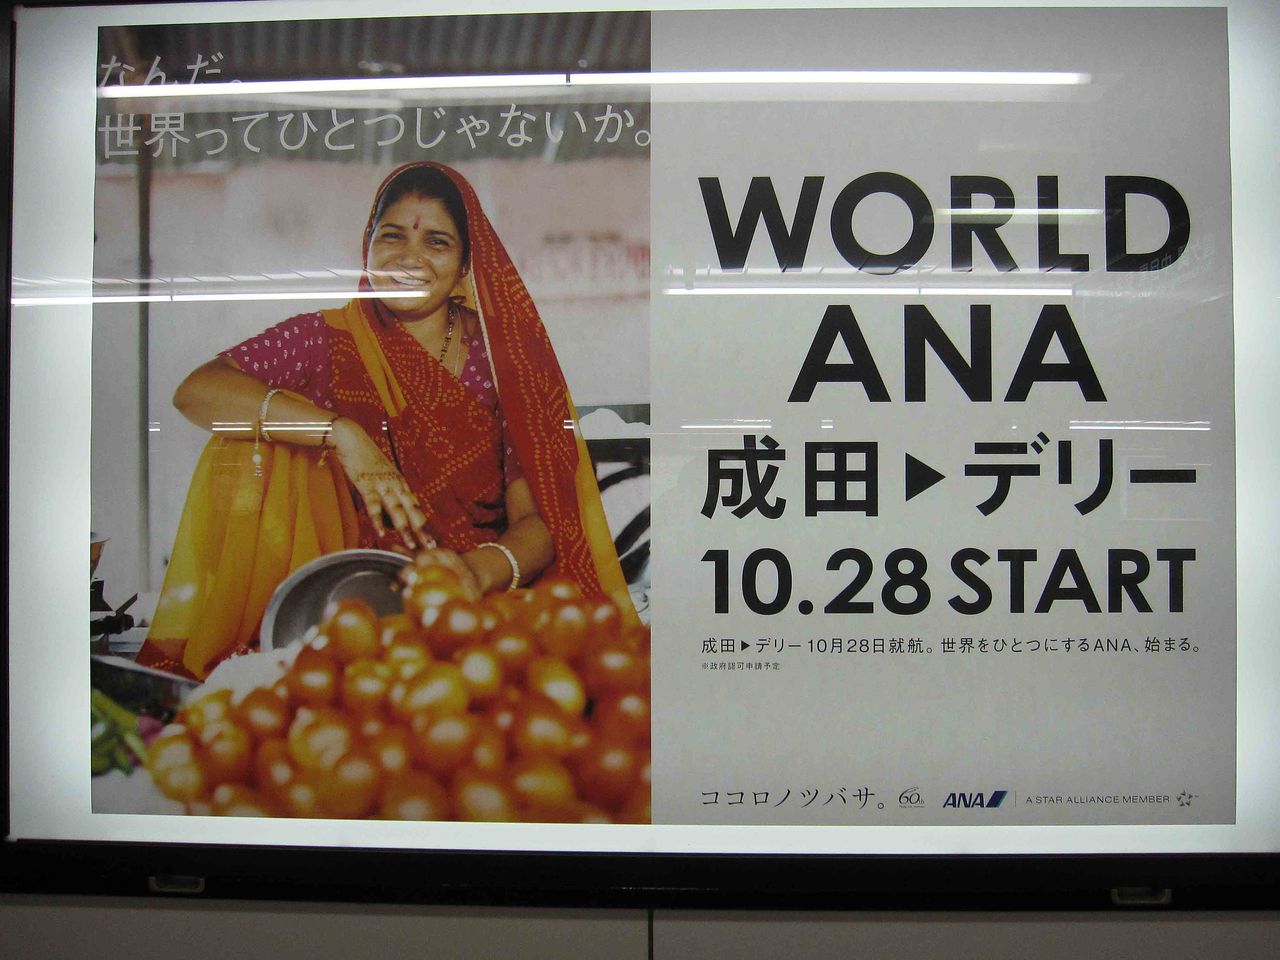 なんだ。
世界ってひとつじゃないか。
WORLD
ANA
成田▶デリー
10.28 START
成田▶デリー 10月28日就航。世界をひとつにするANA、始まる。
※政府認可申請予定
ココロノツバサ。 60th ANA A STAR ALLIANCE MEMBER